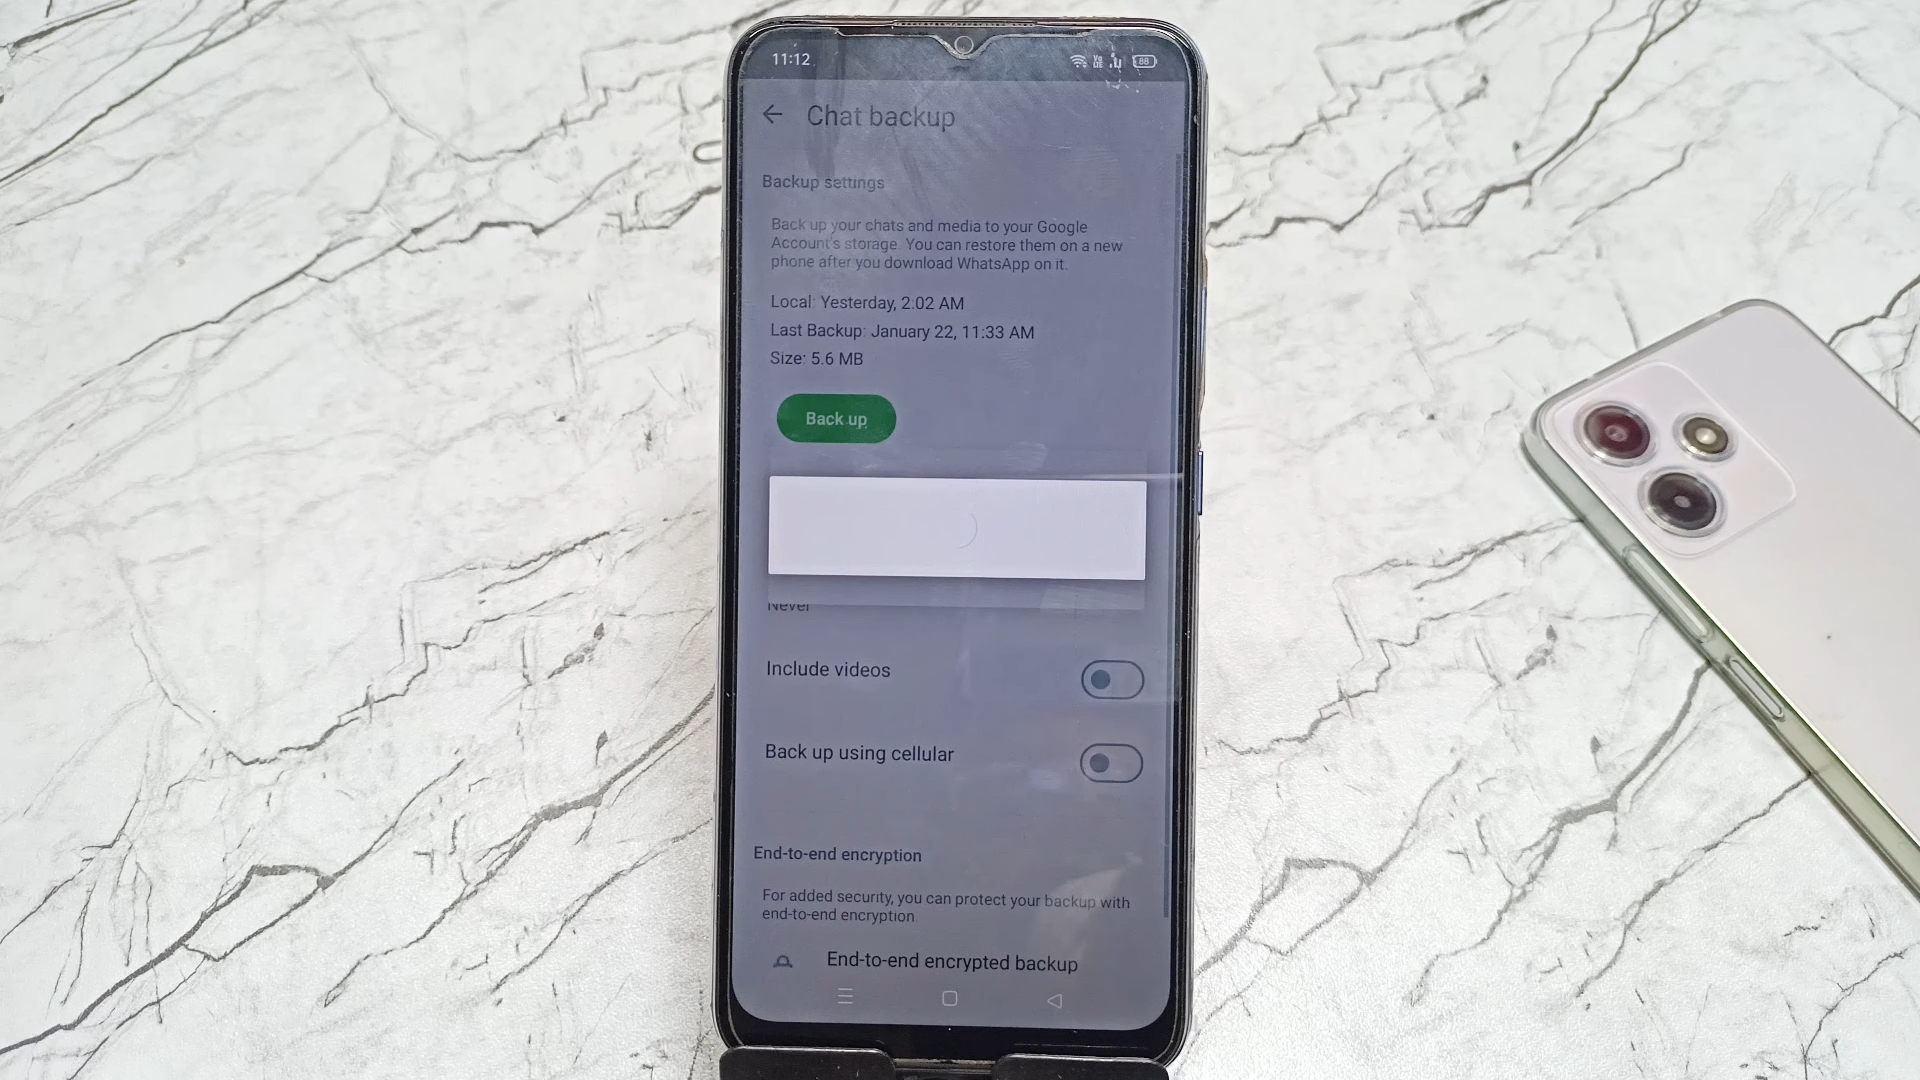 11:12
Vo
LTE
88
Chat backup
Backup settings
Back up your chats and media to your Google
Account's storage. You can restore them on a new
phone after you download WhatsApp on it.
Local: Yesterday, 2.02 AM
Last Backup: January 22, 11:33 AM
Size: 5.6 MB
Back up
Never
Include videos
Back up using cellular
End-to-end encryption
For added security, you can protect your backup with
end-to-end encryption.
End-to-end encrypted backup